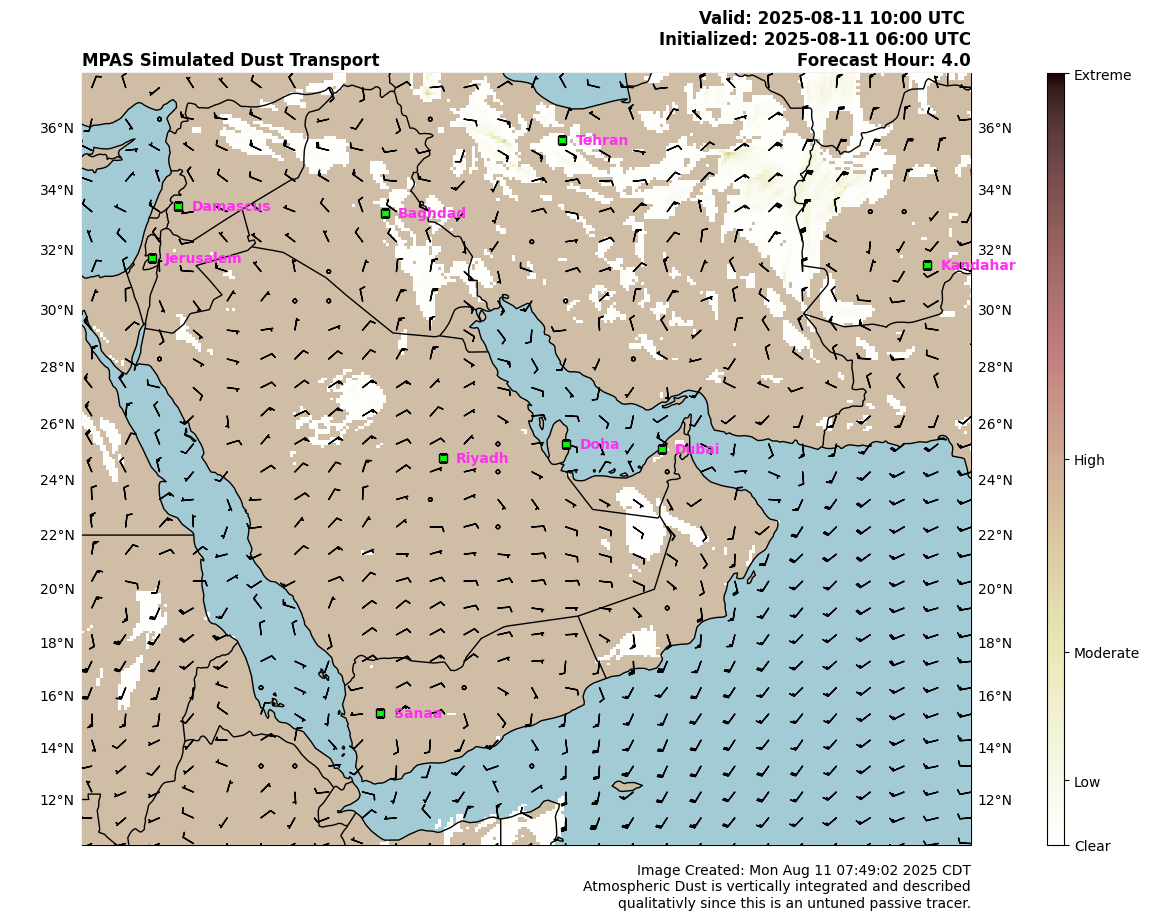 Valid: 2025-08-11 10:00 UTC
Initialized: 2025-08-11 06:00 UTC
MPAS Simulated Dust Transport Forecast Hour: 4.0
Extreme
36°N Tehran 36°N
34°N 34°N
Damascus Baghdad
32°N 32°N
Jerusalem Kandahar
30°N 30°N
28°N 28°N
26°N 26°N
Doha Dubai
Riyadh High
24°N 24°N
22°N 22°N
20°N 20°N
18°N 18°N
Moderate
16°N 16°N
Sanaa
14°N 14°N
Low
12°N 12°N
Clear
Image Created: Mon Aug 11 07:49:02 2025 CDT
Atmospheric Dust is vertically integrated and described
qualitativly since this is an untuned passive tracer.